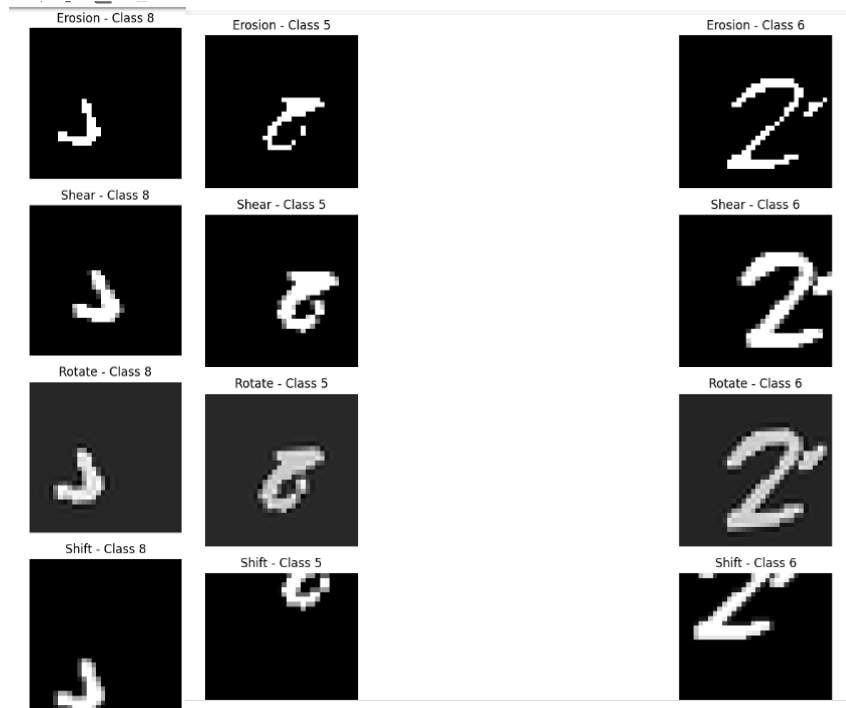 Erosion - Class 8
Erosion - Class 5
Erosion - Class 6
Shear - Class 8
Shear - Class 5
Shear - Class 6
Rotate - Class 8
Rotate - Class 5
Rotate - Class 6
Shift - Class 8
Shift - Class 5
Shift - Class 6